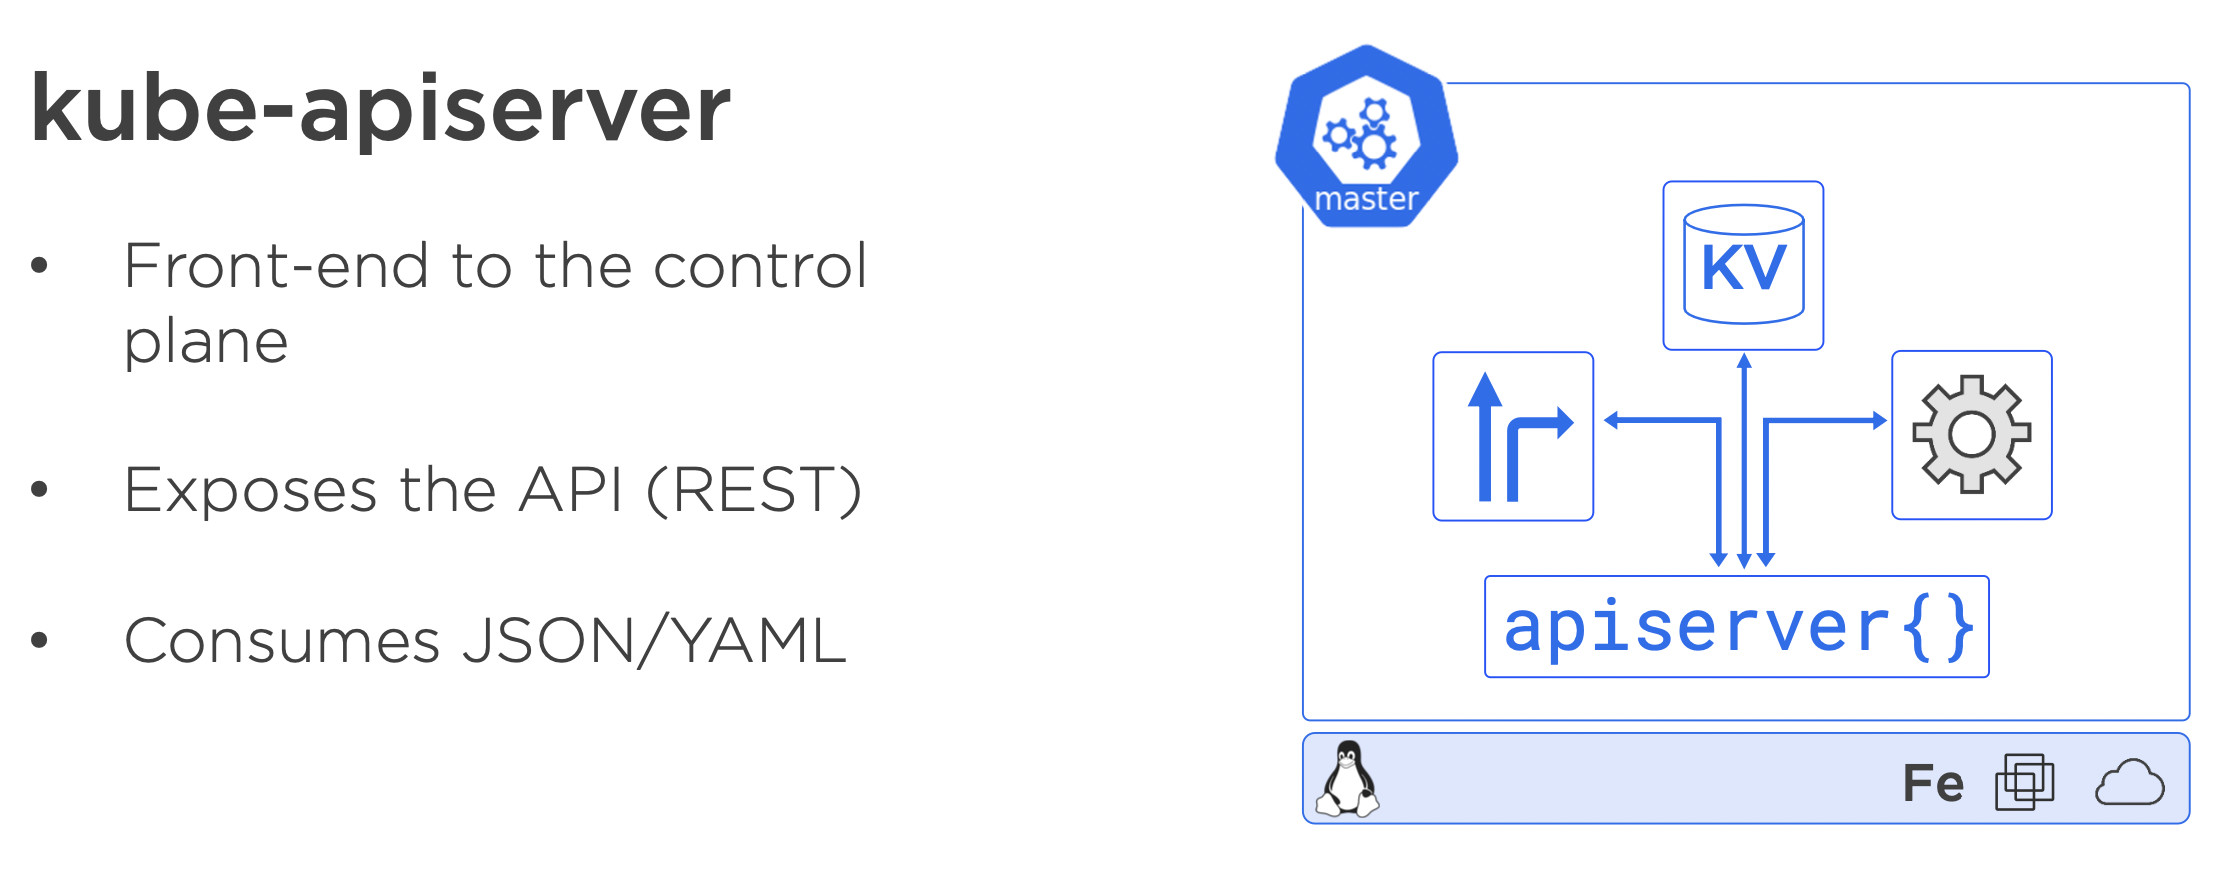 kube-apiserver
• Front-end to the control
plane
• Exposes the API (REST)
• Consumes JSON/YAML
master
KV
apiserver{}
Fe